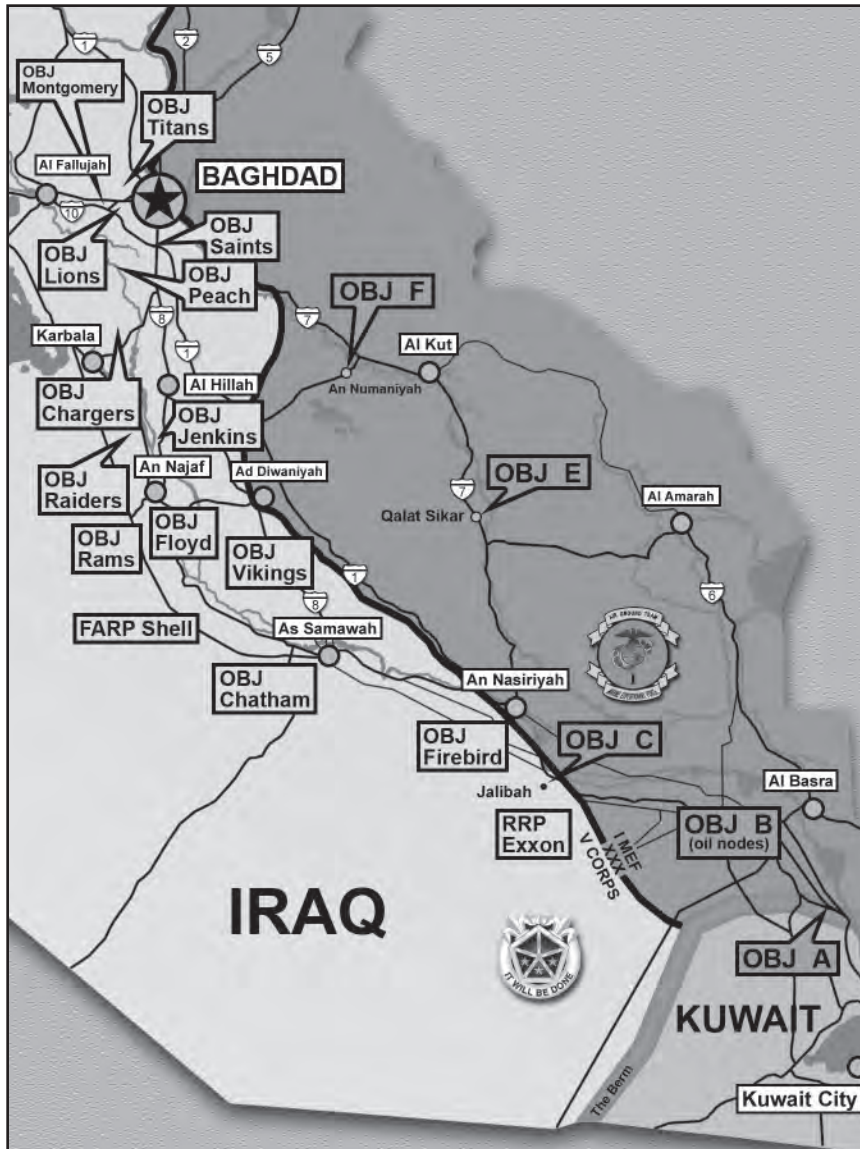 1
2
5
OBJ
Montgomery
OBJ
Titans
Al Fallujah
BAGHDAD
10
OBJ
Lions
OBJ
Saints
OBJ
Peach
OBJ F
7
7
Al Kut
An Numaniyah
Karbala
8
1
Al Hillah
OBJ
Chargers
OBJ
Jenkins
An Najaf
Ad Diwaniyah
OBJ
Raiders
7
OBJ E
Qalat Sikar
Al Amarah
OBJ
Rams
OBJ
Floyd
OBJ
Vikings
1
6
8
FARP Shell
As Samawah
AIR GROUND TEAM
OBJ
Chatham
An Nasiriyah
OBJ
Firebird
OBJ C
Jalibah
Al Basra
RRP
Exxon
OBJ B
(oil nodes)
I MEF
XXX
V CORPS
IRAQ
IT WILL BE DONE
OBJ A
KUWAIT
The Berm
Kuwait City